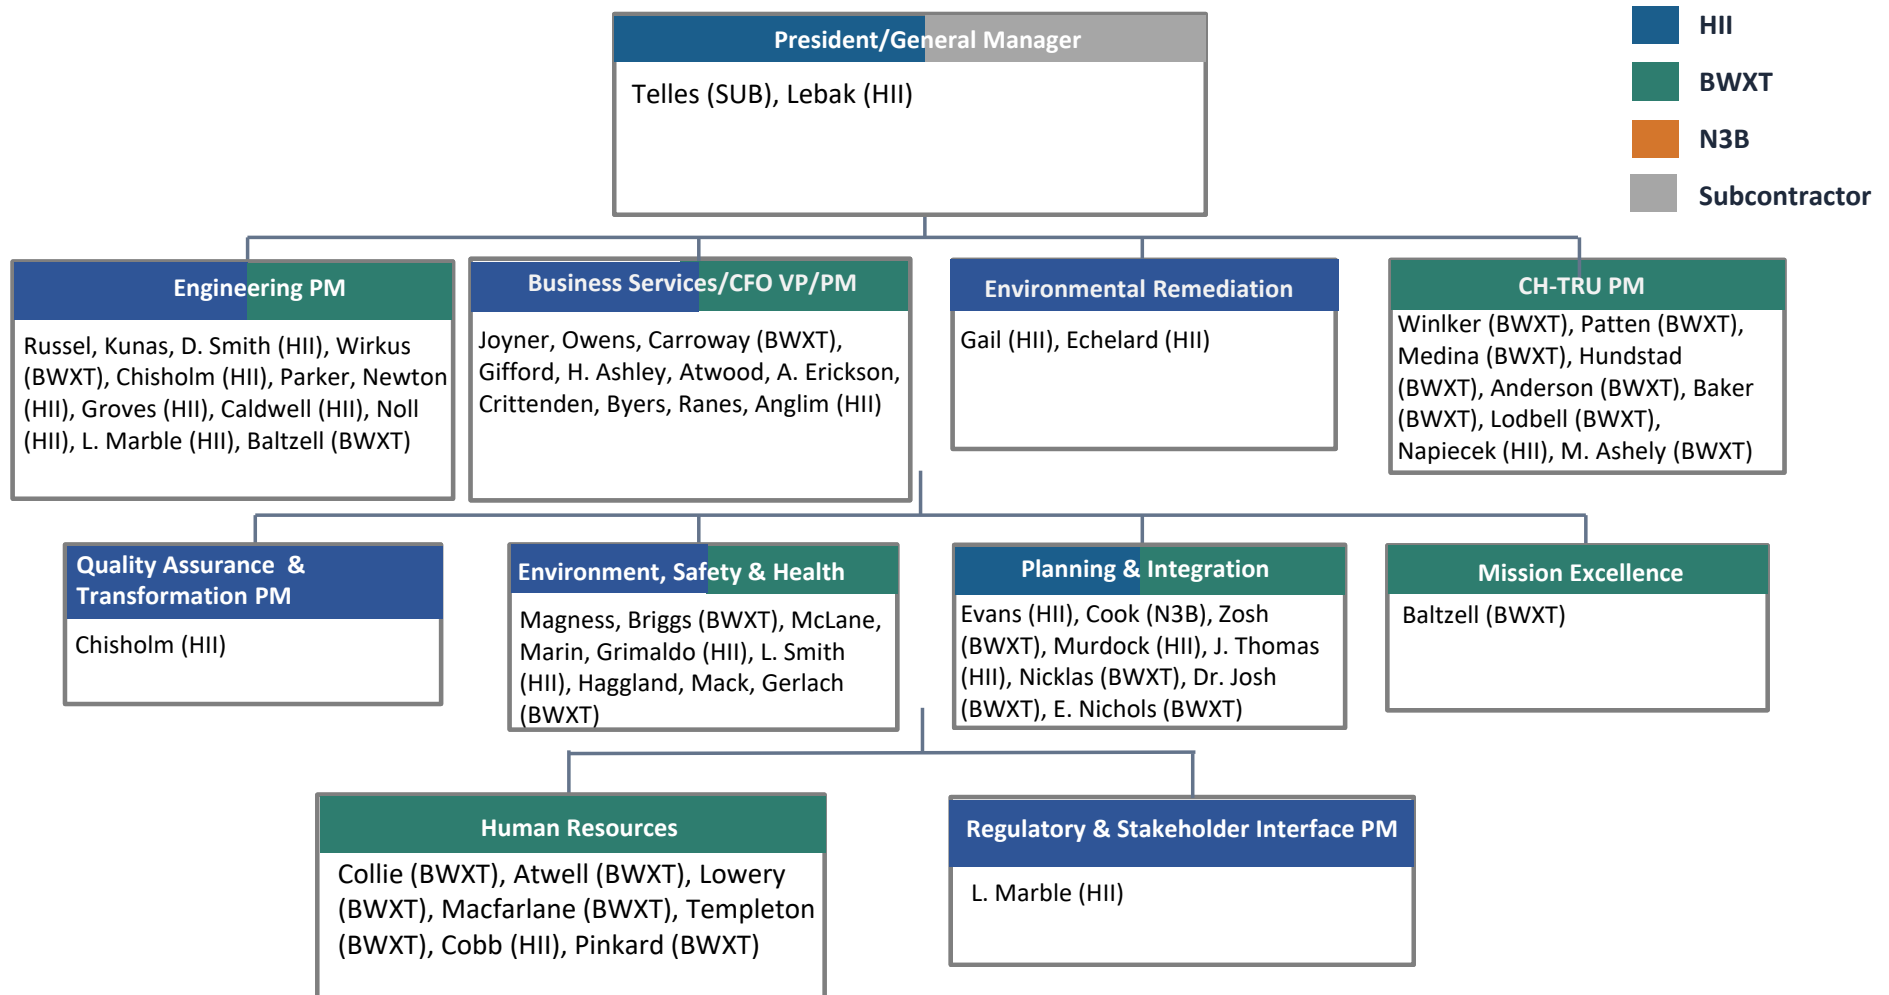 President/General Manager
Telles (SUB), Lebak (HII)
HII
BWXT
N3B
Subcontractor
Engineering PM
Russel, Kunas, D. Smith (HII), Wirkus
(BWXT), Chisholm (HII), Parker, Newton
(HII), Groves (HII), Caldwell (HII), Noll
(HII), L. Marble (HII), Baltzell (BWXT)
Business Services/CFO VP/PM
Joyner, Owens, Carroway (BWXT),
Gifford, H. Ashley, Atwood, A. Erickson,
Crittenden, Byers, Ranes, Anglim (HII)
Environmental Remediation
Gail (HII), Echelard (HII)
CH-TRU PM
Winlker (BWXT), Patten (BWXT),
Medina (BWXT), Hundstad
(BWXT), Anderson (BWXT), Baker
(BWXT), Lodbell (BWXT),
Napiecek (HII), M. Ashely (BWXT)
Quality Assurance &
Transformation PM
Chisholm (HII)
Environment, Safety & Health
Magness, Briggs (BWXT), McLane,
Marin, Grimaldo (HII), L. Smith
(HII), Haggland, Mack, Gerlach
(BWXT)
Planning & Integration
Evans (HII), Cook (N3B), Zosh
(BWXT), Murdock (HII), J. Thomas
(HII), Nicklas (BWXT), Dr. Josh
(BWXT), E. Nichols (BWXT)
Mission Excellence
Baltzell (BWXT)
Human Resources
Collie (BWXT), Atwell (BWXT), Lowery
(BWXT), Macfarlane (BWXT), Templeton
(BWXT), Cobb (HII), Pinkard (BWXT)
Regulatory & Stakeholder Interface PM
L. Marble (HII)